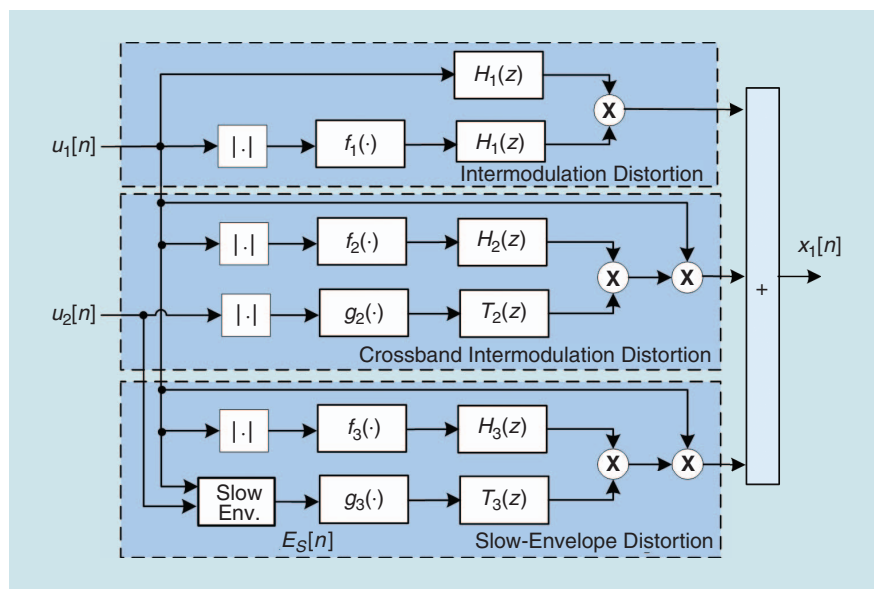 H₁(z)
X
u₁[n]
|.|
f₁(·)
H₁(z)
Intermodulation Distortion
|.|
f₂(·)
H₂(z)
X
X
x₁[n]
+
u₂[n]
|.|
g₂(·)
T₂(z)
Crossband Intermodulation Distortion
|.|
f₃(·)
H₃(z)
X
X
Slow
Env.
g₃(·)
T₃(z)
E_S[n]
Slow-Envelope Distortion